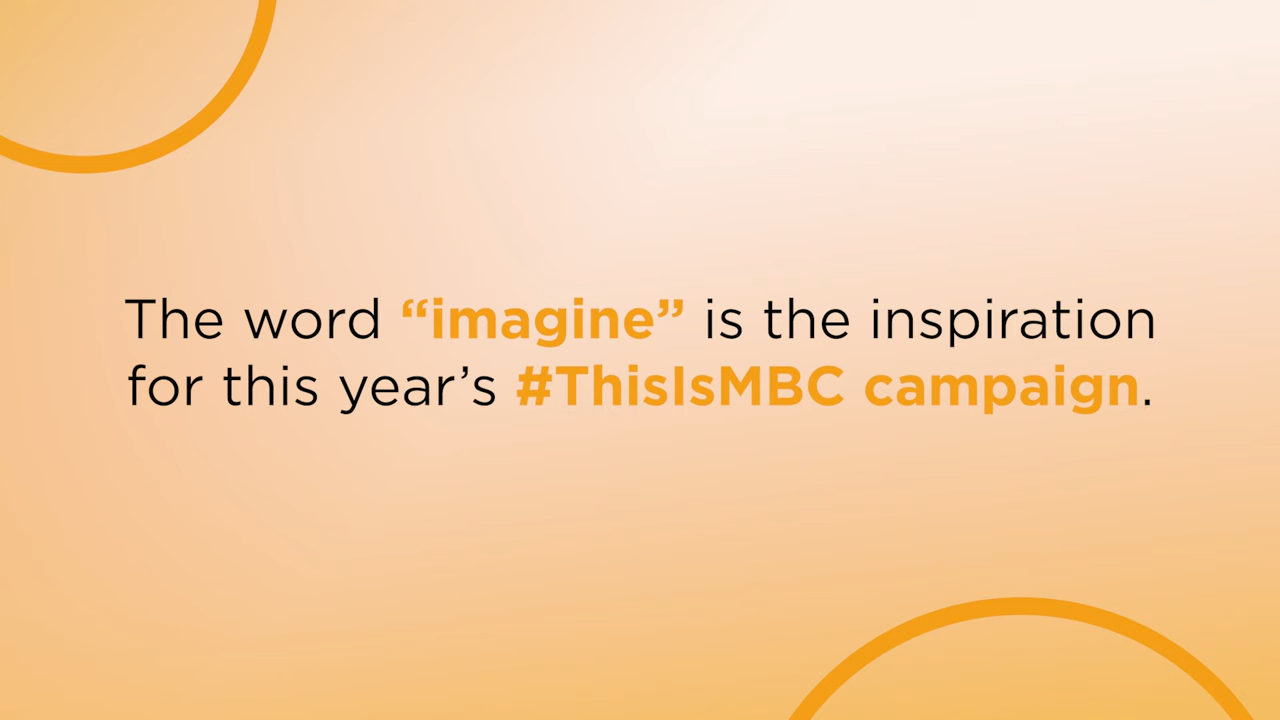 The word “imagine” is the inspiration
for this year’s #ThisIsMBC campaign.